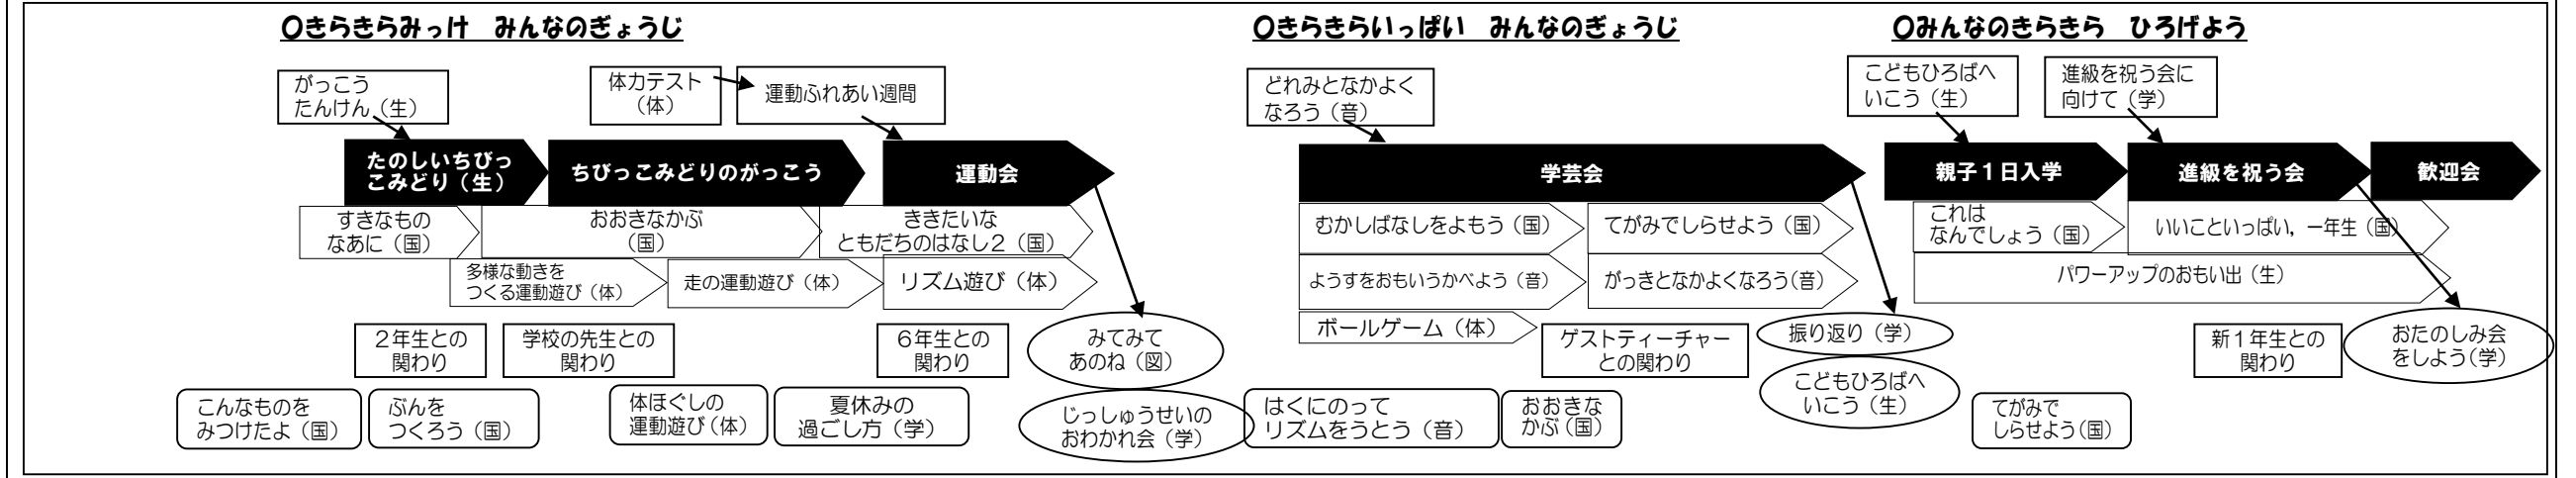 〇きらきらみっけ　みんなのぎょうじ
がっこう
たんけん（生）
体力テスト
（体）
運動ふれあい週間
たのしいちびっ
こみどり（生）
ちびっこみどりのがっこう
運動会
すきなもの
なあに（国）
おおきなかぶ
（国）
ききたいな
ともだちのはなし２（国）
多様な動きを
つくる運動遊び（体）
走の運動遊び（体）
リズム遊び（体）
２年生との
関わり
学校の先生との
関わり
６年生との
関わり
みてみて
あのね（図）
こんなものを
みつけたよ（国）
ぶんを
つくろう（国）
体ほぐしの
運動遊び（体）
夏休みの
過ごし方（学）
じっしゅうせいの
おわかれ会（学）
〇きらきらいっぱい　みんなのぎょうじ
どれみとなかよく
なろう（音）
学芸会
むかしばなしをよもう（国）
てがみでしらせよう（国）
ようすをおもいうかべよう（音）
がっきとなかよくなろう（音）
ボールゲーム（体）
ゲストティーチャー
との関わり
振り返り（学）
こどもひろばへ
いこう（生）
はくにのって
リズムをうとう（音）
おおきな
かぶ（国）
〇みんなのきらきら　ひろげよう
こどもひろばへ
いこう（生）
進級を祝う会に
向けて（学）
親子１日入学
進級を祝う会
歓迎会
これは
なんでしょう（国）
いいこといっぱい，一年生（国）
パワーアップのおもい出（生）
新１年生との
関わり
おたのしみ会
をしよう（学）
てがみで
しらせよう（国）